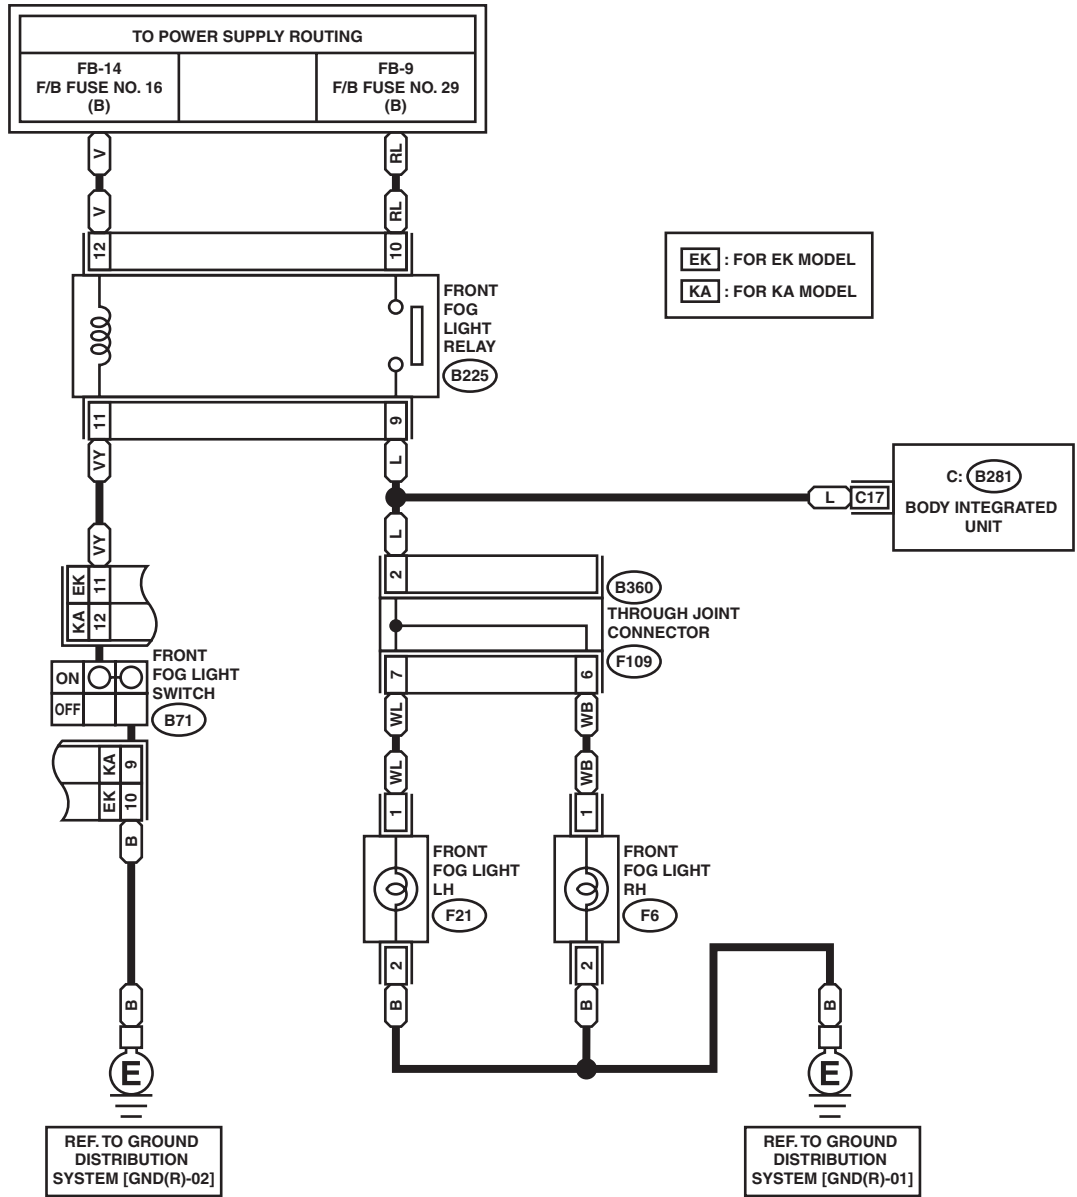 TO POWER SUPPLY ROUTING
FB-14
F/B FUSE NO. 16
(B)
FB-9
F/B FUSE NO. 29
(B)
V
RL
V
RL
12
10
EK : FOR EK MODEL
KA : FOR KA MODEL
FRONT
FOG
LIGHT
RELAY
B225
11
9
VY
L
C: B281
BODY INTEGRATED
UNIT
L
C17
VY
L
EK
11
KA
12
2
B360
THROUGH JOINT
CONNECTOR
F109
7
6
FRONT
FOG LIGHT
SWITCH
B71
ON
OFF
WL
WB
KA
9
EK
10
WL
WB
1
1
B
FRONT
FOG LIGHT
LH
F21
FRONT
FOG LIGHT
RH
F6
2
2
B
B
B
B
E
E
REF. TO GROUND
DISTRIBUTION
SYSTEM [GND(R)-02]
REF. TO GROUND
DISTRIBUTION
SYSTEM [GND(R)-01]